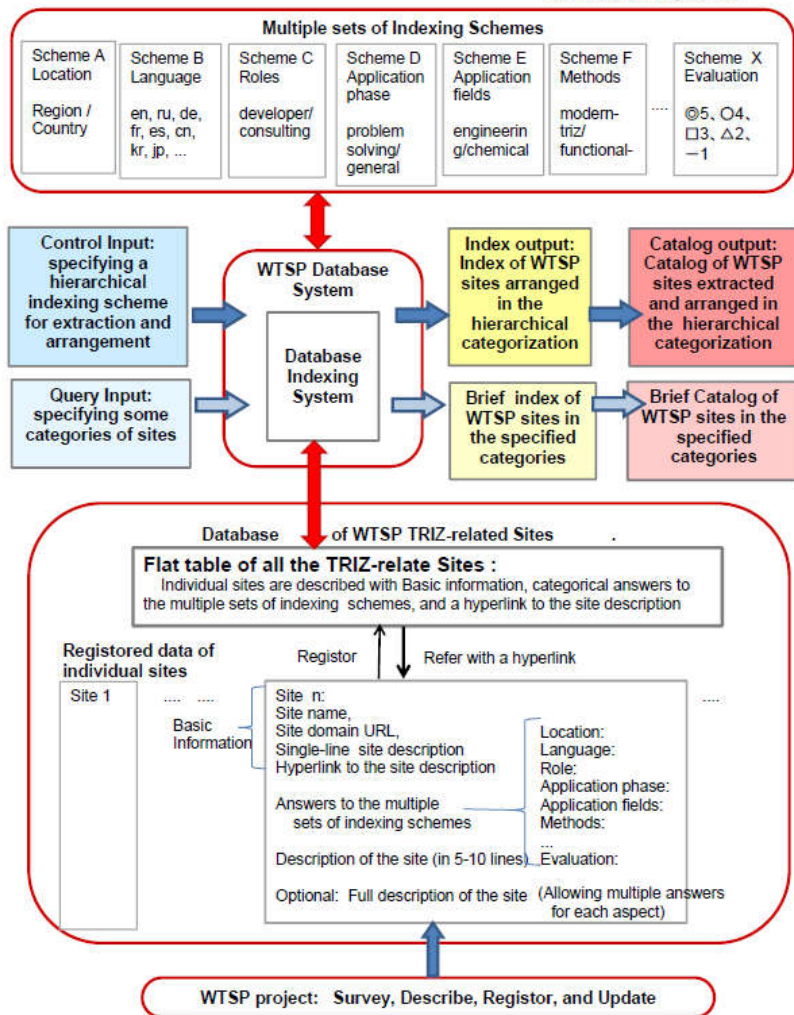 Multiple sets of Indexing Schemes
Scheme A
Location
Region /
Country
Scheme B
Language
en, ru, de,
fr, es, cn,
kr, jp, ...
Scheme C
Roles
developer/
consulting
Scheme D
Application
phase
problem
solving/
general
Scheme E
Application
fields
engineerin
g/chemical
Scheme F
Methods
modern-
triz/
functional-
....
Scheme X
Evaluation
◎5、〇4、
□3、△2、
－1
Control Input:
specifying a
hierarchical
indexing scheme
for extraction and
arrangement
Query Input:
specifying some
categories of sites
WTSP Database
System
Database
Indexing
System
Index output:
Index of WTSP
sites arranged
in the
hierarchical
categorization
Catalog output:
Catalog of WTSP
sites extracted
and arranged in
the hierarchical
categorization
Brief index of
WTSP sites in
the specified
categories
Brief Catalog of
WTSP sites in the
specified
categories
Database of WTSP TRIZ-related Sites .
Flat table of all the TRIZ-relate Sites :
Individual sites are described with Basic information, categorical answers to
the multiple sets of indexing schemes, and a hyperlink to the site description
Registor
Refer with a hyperlink
Registored data of
individual sites
Site 1
.... ....
Basic
Information
Site n:
Site name,
Site domain URL,
Single-line site description
Hyperlink to the site description
Answers to the multiple
sets of indexing schemes
Description of the site (in 5-10 lines)
Optional: Full description of the site
Location:
Language:
Role:
Application phase:
Application fields:
Methods:
...
Evaluation:
(Allowing multiple answers
for each aspect)
....
WTSP project: Survey, Describe, Registor, and Update